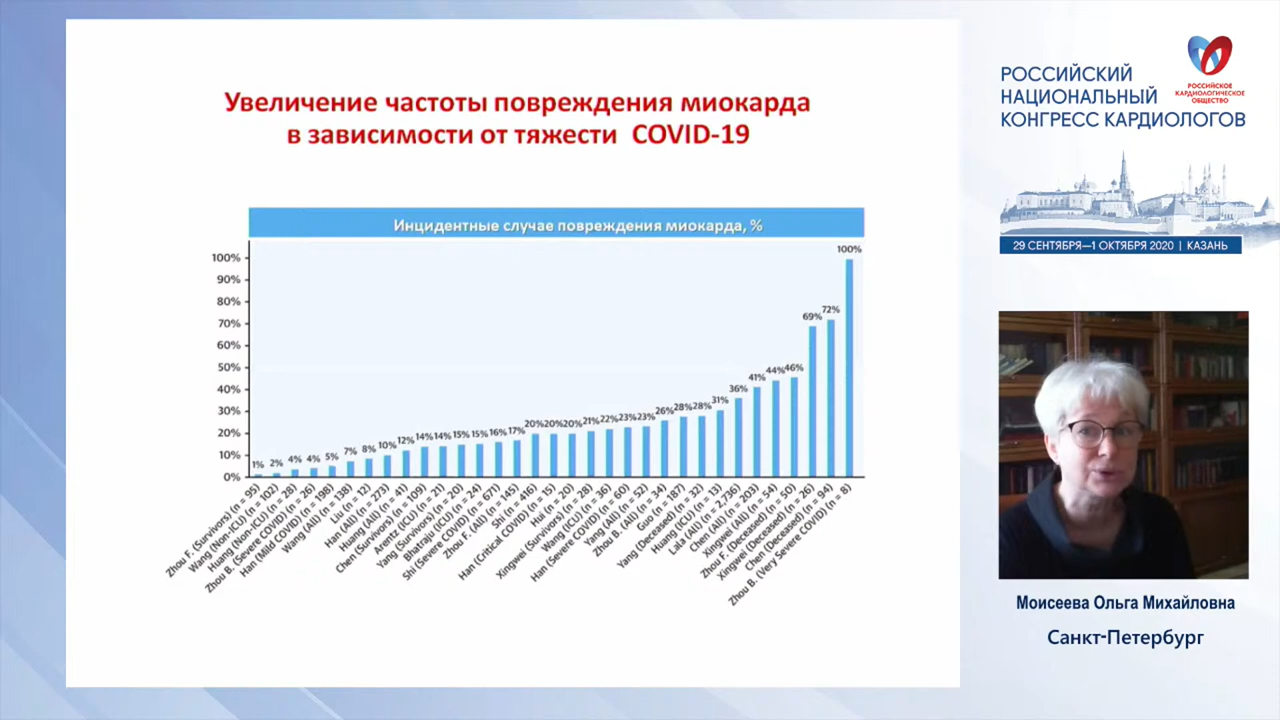 Увеличение частоты повреждения миокарда
в зависимости от тяжести COVID-19
Инцидентные случае повреждения миокарда, %
100%
90%
80%
70%
60%
50%
40%
30%
20%
10%
0%
1% 2% 4% 4% 5% 7% 8% 10% 12% 14% 14% 15% 15% 16% 17% 20% 20% 20% 21% 22% 23% 23% 26% 28% 28% 31% 36% 41% 44% 46% 69% 72% 100%
Zhou F. (Survivors) (n = 95)
Wang (Non-ICU) (n = 102)
Huang (Non-ICU) (n = 28)
Zhou B. (Severe COVID) (n = 26)
Han (Mild COVID) (n = 198)
Wang (All) (n = 138)
Liu (n = 12)
Han (All) (n = 273)
Huang (All) (n = 41)
Chen (Survivors) (n = 109)
Arentz (ICU) (n = 21)
Yang (Survivors) (n = 20)
Bhatraju (ICU) (n = 24)
Shi (Severe COVID) (n = 671)
Zhou F. (All) (n = 145)
Shi (n = 416)
Han (Critical COVID) (n = 15)
Hui (n = 20)
Xingwei (Survivors) (n = 28)
Wang (ICU) (n = 36)
Han (Severe COVID) (n = 60)
Yang (All) (n = 52)
Zhou B. (All) (n = 34)
Guo (n = 187)
Yang (Deceased) (n = 32)
Huang (ICU) (n = 13)
Lala (All) (n = 2,736)
Chen (All) (n = 203)
Xingwei (All) (n = 54)
Zhou F. (Deceased) (n = 50)
Xingwei (Deceased) (n = 26)
Chen (Deceased) (n = 94)
Zhou B. (Very Severe COVID) (n = 8)
РОССИЙСКИЙ
НАЦИОНАЛЬНЫЙ
КОНГРЕСС КАРДИОЛОГОВ
РОССИЙСКОЕ
КАРДИОЛОГИЧЕСКОЕ
ОБЩЕСТВО
29 СЕНТЯБРЯ—1 ОКТЯБРЯ 2020 | КАЗАНЬ
Моисеева Ольга Михайловна
Санкт-Петербург